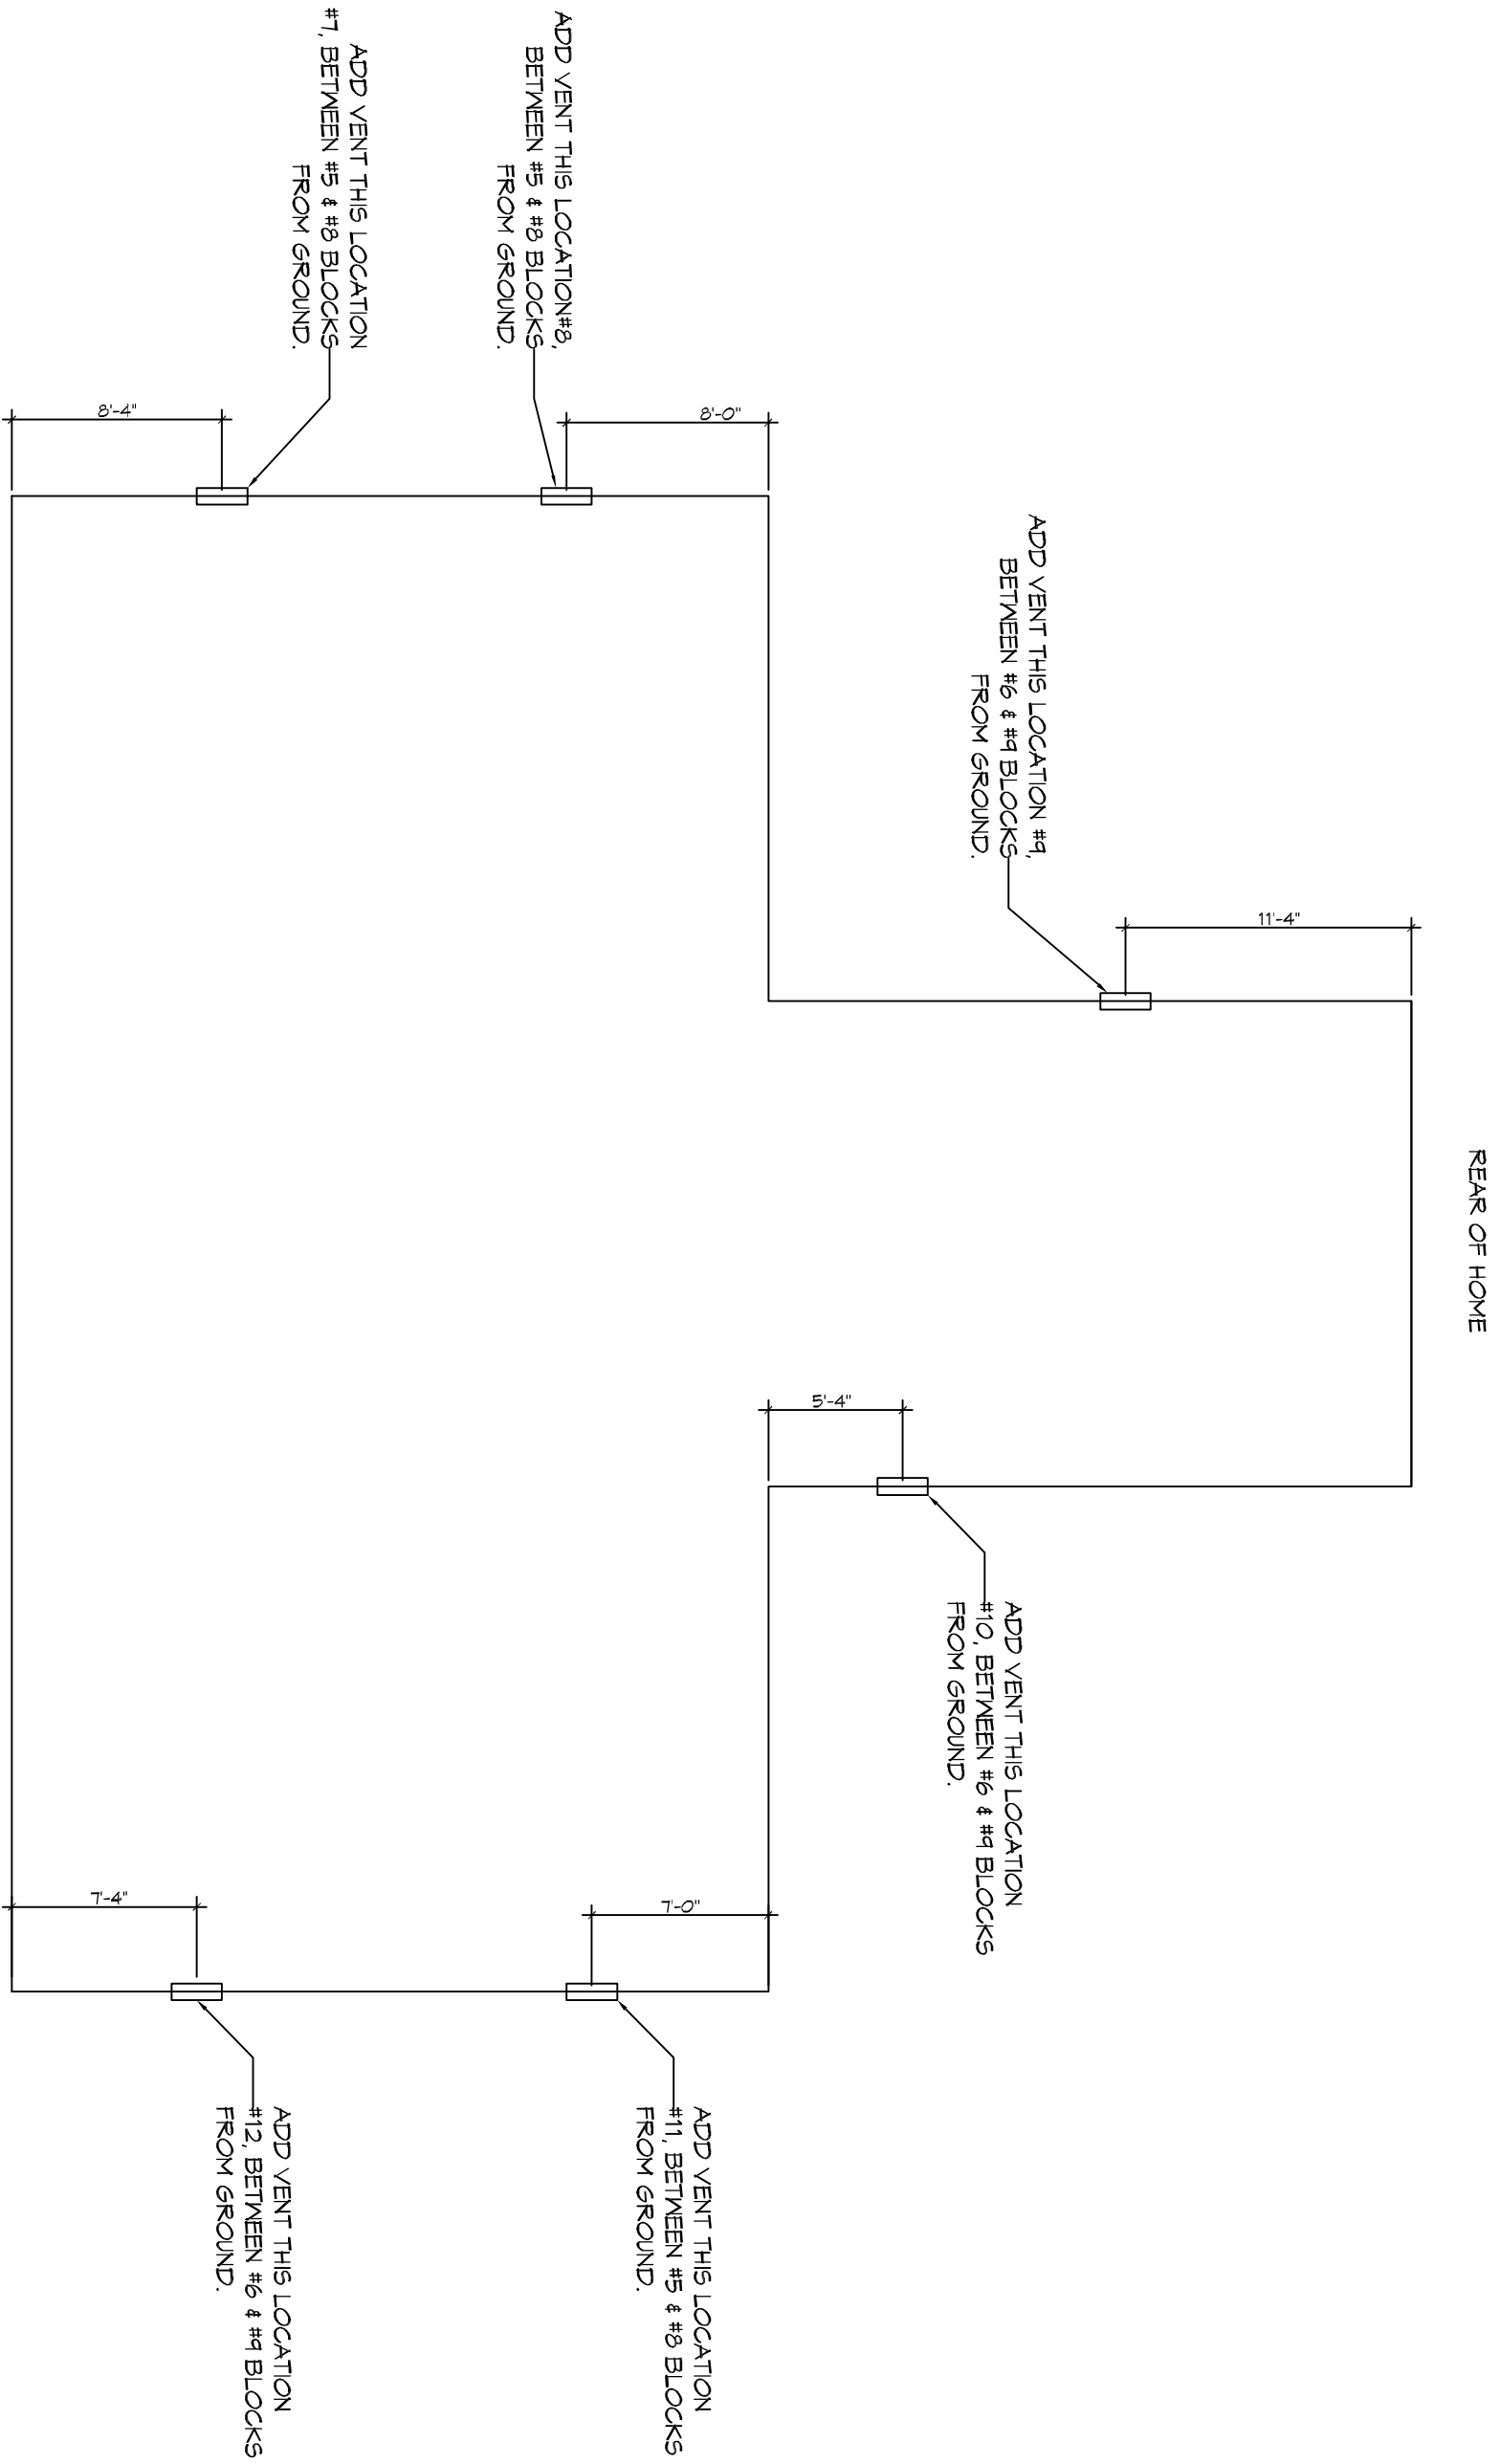 REAR OF HOME
ADD VENT THIS LOCATION #9,
BETWEEN #6 & #9 BLOCKS
FROM GROUND.
11'-4"
ADD VENT THIS LOCATION
#10, BETWEEN #6 & #9 BLOCKS
FROM GROUND.
5'-4"
ADD VENT THIS LOCATION#8,
BETWEEN #5 & #8 BLOCKS
FROM GROUND.
8'-0"
7'-0"
ADD VENT THIS LOCATION
#11, BETWEEN #5 & #8 BLOCKS
FROM GROUND.
ADD VENT THIS LOCATION
#7, BETWEEN #5 & #8 BLOCKS
FROM GROUND.
8'-4"
7'-4"
ADD VENT THIS LOCATION
#12, BETWEEN #6 & #9 BLOCKS
FROM GROUND.